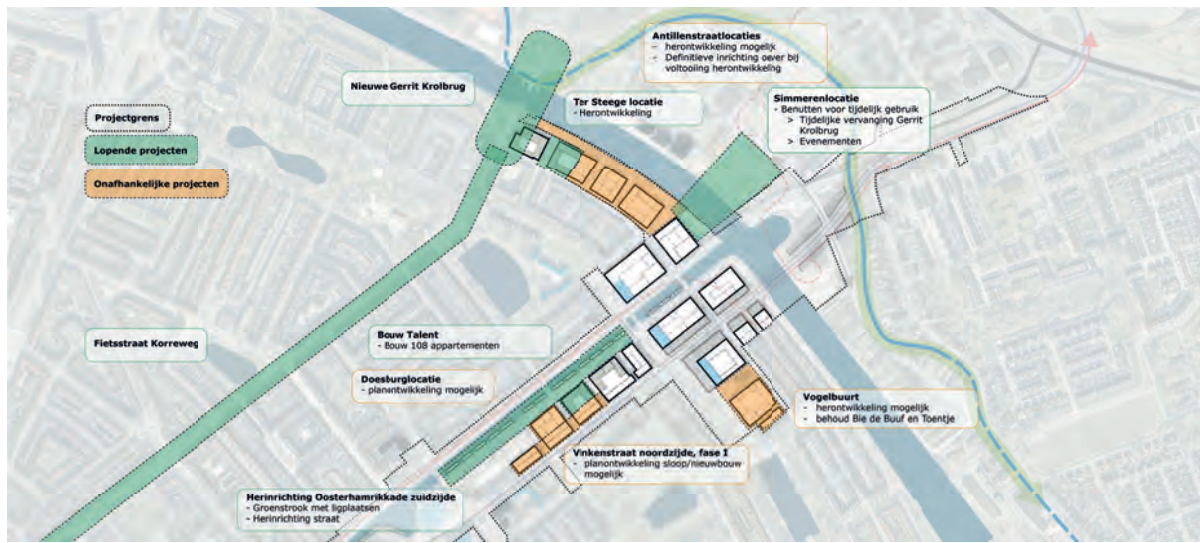 Antillenstraatlocaties
- herontwikkeling mogelijk
- Definitieve inrichting oever bij
voltooiing herontwikkeling
Nieuwe Gerrit Krolbrug
Ter Steege locatie
- Herontwikkeling
Simmerenlocatie
- Benutten voor tijdelijk gebruik
> Tijdelijke vervanging Gerrit
Krolbrug
> Evenementen
Projectgrens
Lopende projecten
Onafhankelijke projecten
Fietsstraat Korreweg
Bouw Talent
- Bouw 108 appartementen
Doesburglocatie
- planontwikkeling mogelijk
Vogelbuurt
- herontwikkeling mogelijk
- behoud Bie de Buuf en Toentje
Vinkenstraat noordzijde, fase I
- planontwikkeling sloop/nieuwbouw
mogelijk
Herinrichting Oosterhamrikkade zuidzijde
- Groenstrook met ligplaatsen
- Herinrichting straat